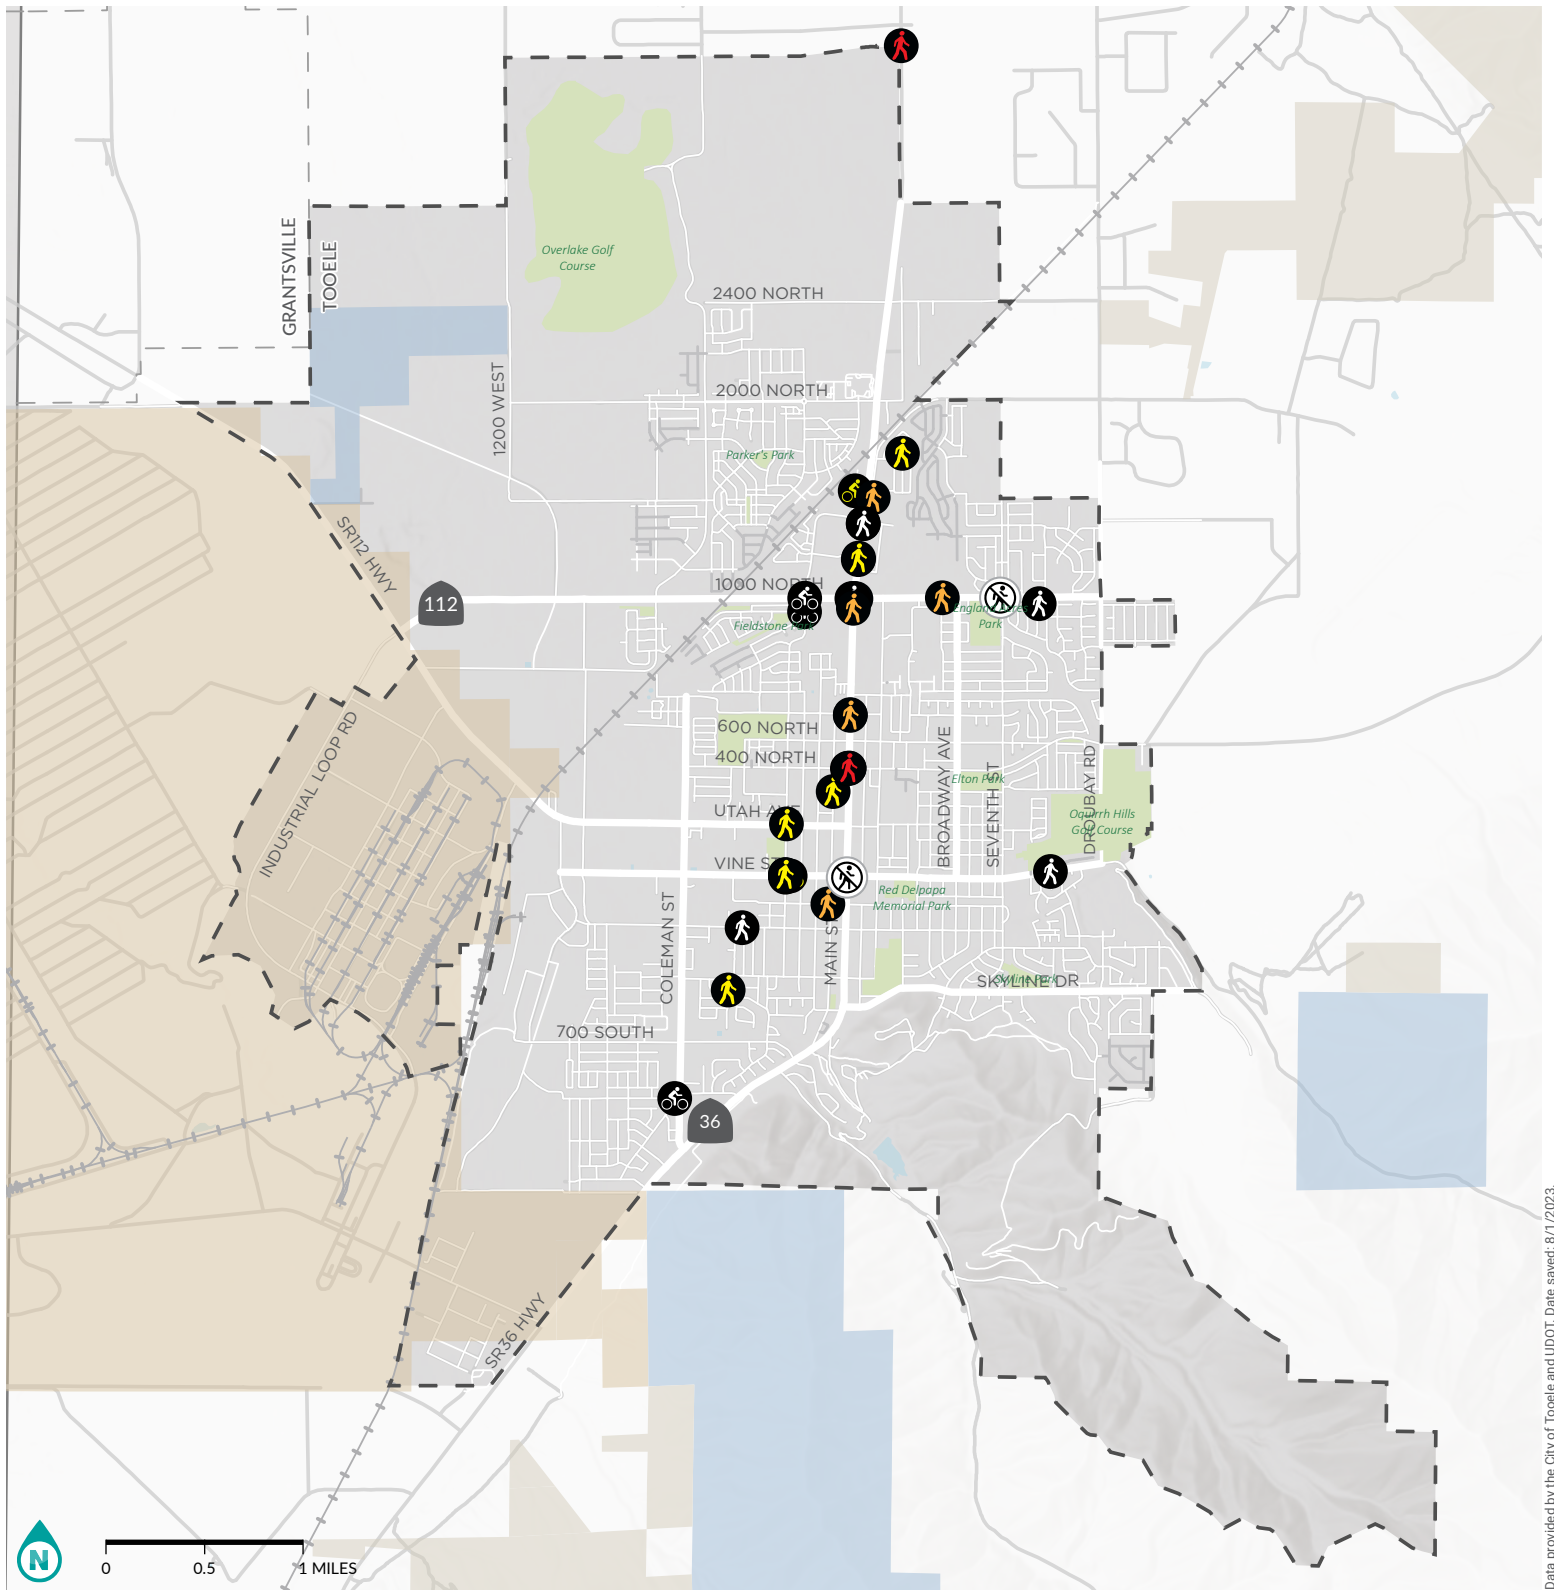 GRANTSVILLE
TOOELE
Overlake Golf
Course
2400 NORTH
2000 NORTH
1200 WEST
Parker's Park
SR112 HWY
1000 NORTH
112
England Acres
Park
Fieldstone Park
INDUSTRIAL LOOP RD
600 NORTH
400 NORTH
BROADWAY AVE
SEVENTH ST
DROUBAY RD
Elton Park
UTAH AVE
Oquirrh Hills
Golf Course
VINE ST
Red Delpapa
Memorial Park
COLEMAN ST
MAIN ST
Skyline Park
SKYLINE DR
700 SOUTH
36
SR36 HWY
N
0
0.5
1 MILES
Data provided by the City of Tooele and UDOT. Date saved: 8/1/2023.